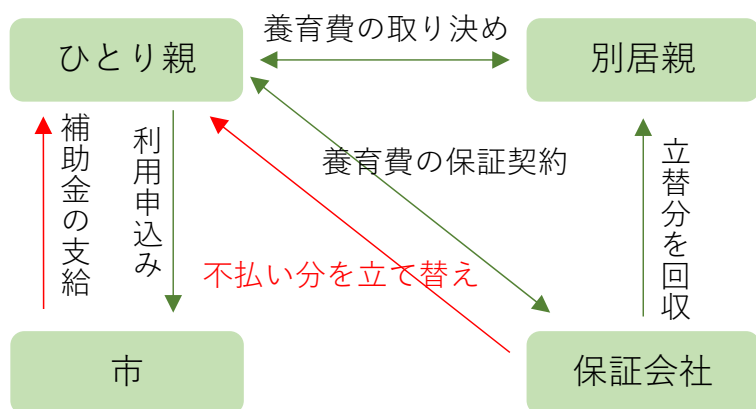 養育費の取り決め
ひとり親
別居親
補助金の支給
利用申込み
養育費の保証契約
立替分を回収
不払い分を立て替え
市
保証会社